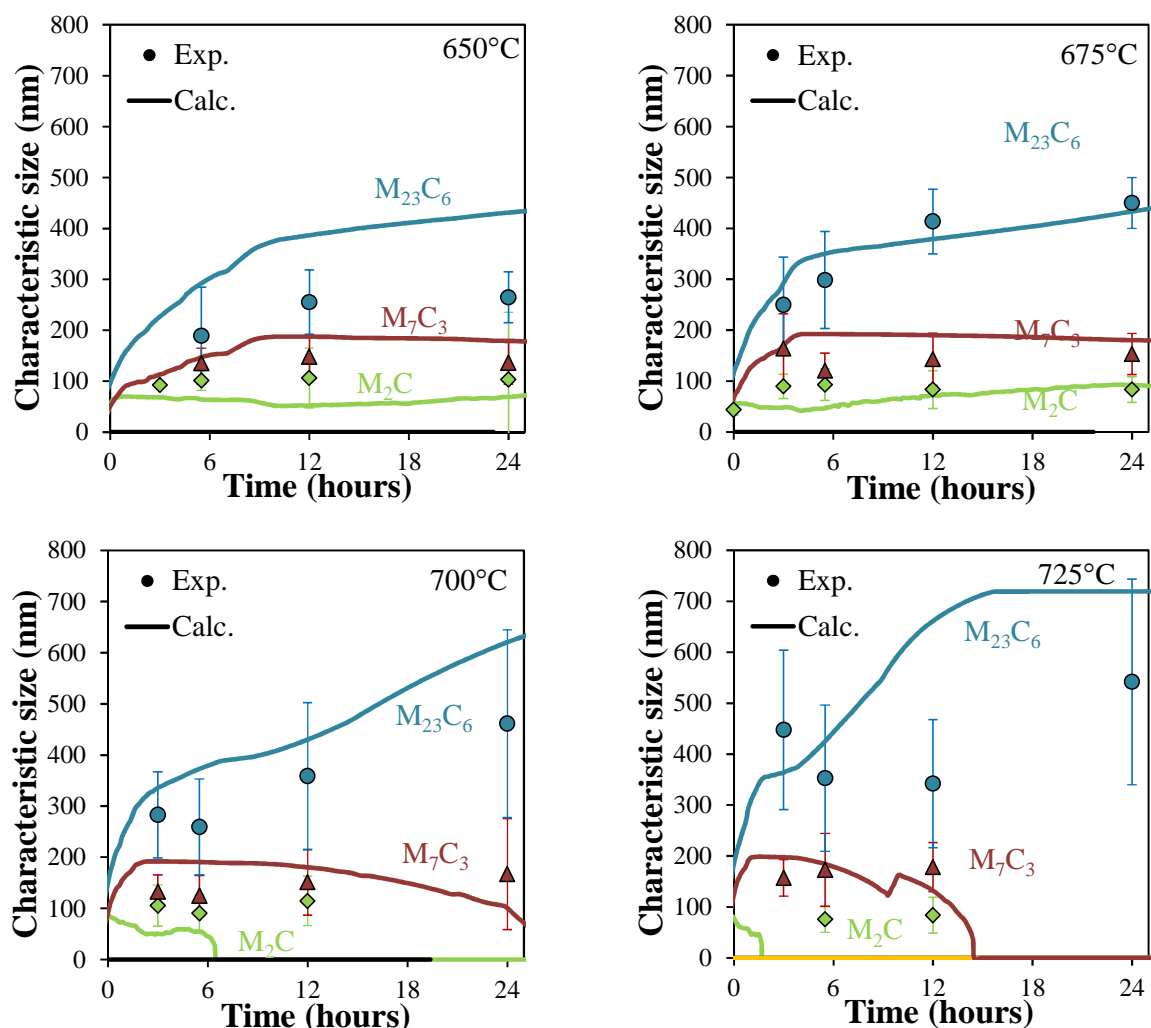 800
700
600
500
400
300
200
100
0
Characteristic size (nm)
Exp.
Calc.
650°C
M23C6
M7C3
M2C
0 6 12 18 24
Time (hours)
800
700
600
500
400
300
200
100
0
Characteristic size (nm)
Exp.
Calc.
675°C
M23C6
M7C3
M2C
0 6 12 18 24
Time (hours)
800
700
600
500
400
300
200
100
0
Characteristic size (nm)
Exp.
Calc.
700°C
M23C6
M7C3
M2C
0 6 12 18 24
Time (hours)
800
700
600
500
400
300
200
100
0
Characteristic size (nm)
Exp.
Calc.
725°C
M23C6
M7C3
M2C
0 6 12 18 24
Time (hours)